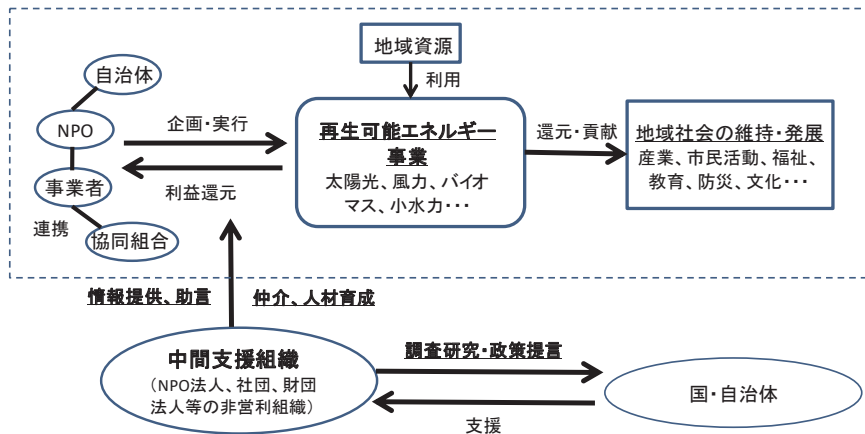 地域資源
利用
自治体
NPO
事業者
連携
協同組合
企画・実行
利益還元
再生可能エネルギー
事業
太陽光、風力、バイオ
マス、小水力・・・
還元・貢献
地域社会の維持・発展
産業、市民活動、福祉、
教育、防災、文化・・・
情報提供、助言
仲介、人材育成
中間支援組織
（NPO法人、社団、財団
法人等の非営利組織）
調査研究・政策提言
支援
国・自治体